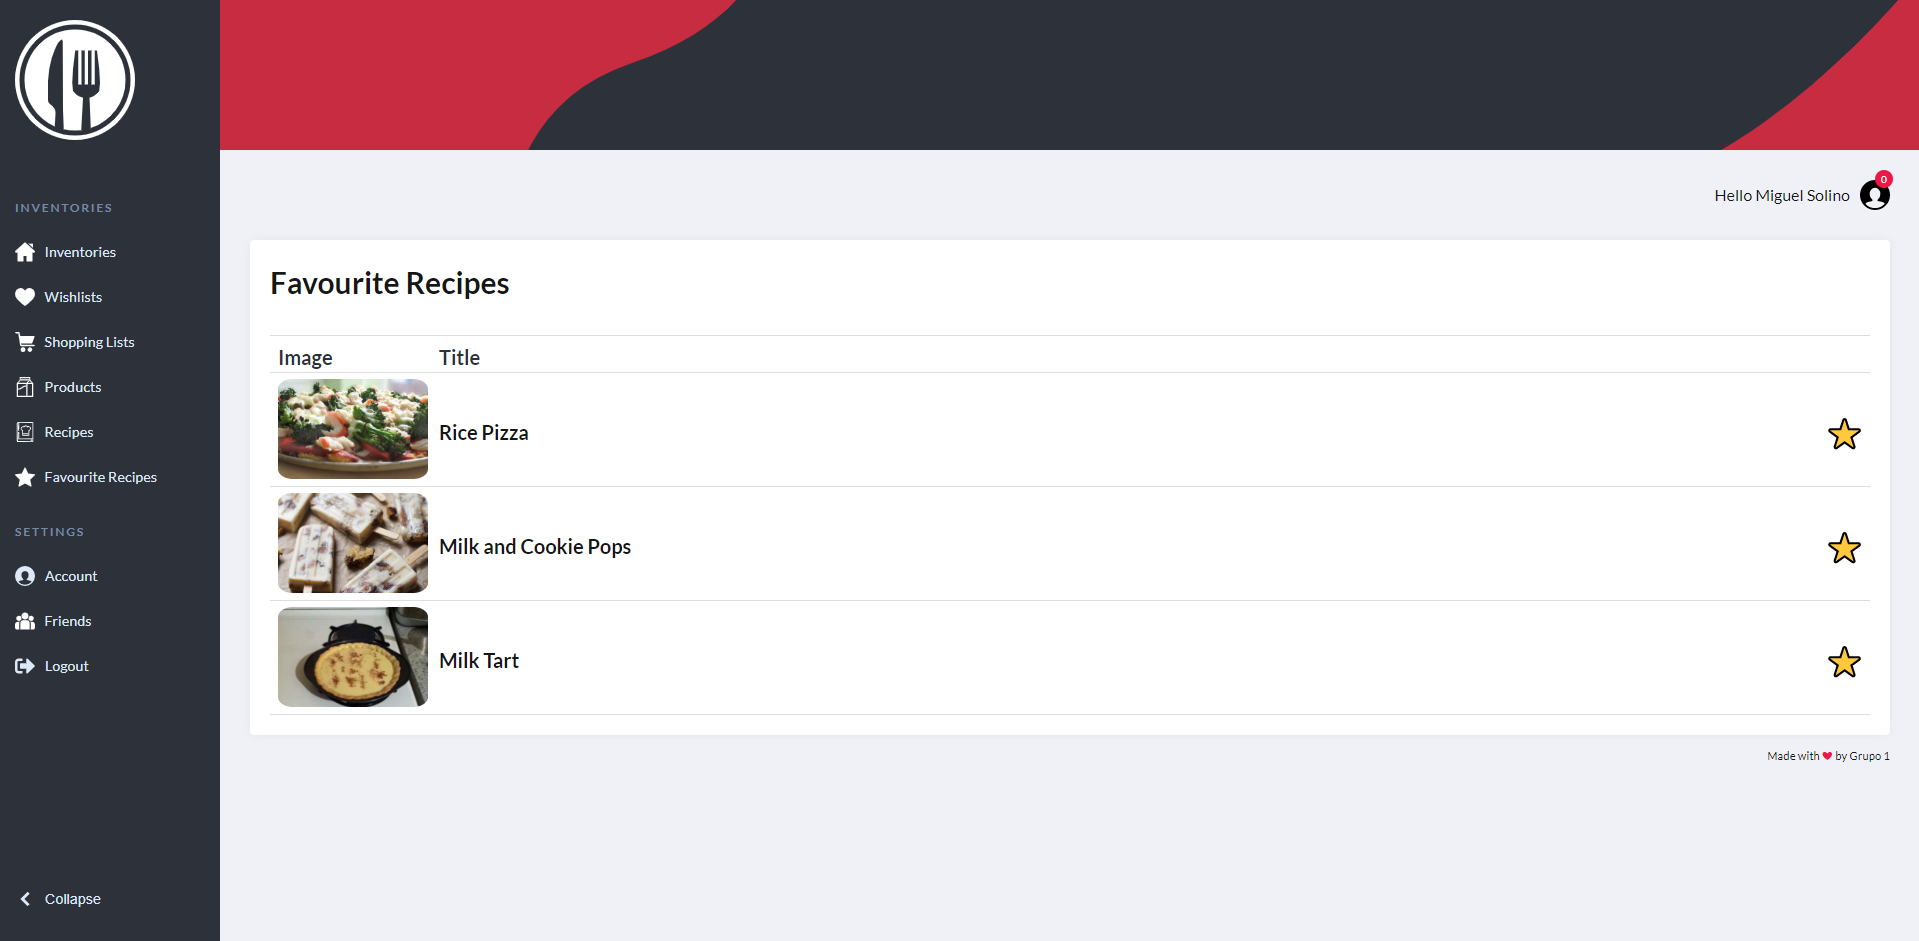 INVENTORIES
Inventories
Wishlists
Shopping Lists
Products
Recipes
Favourite Recipes
SETTINGS
Account
Friends
Logout
Collapse
0
Hello Miguel Solino
Favourite Recipes
Image Title
Rice Pizza
Milk and Cookie Pops
Milk Tart
Made with ❤ by Grupo 1